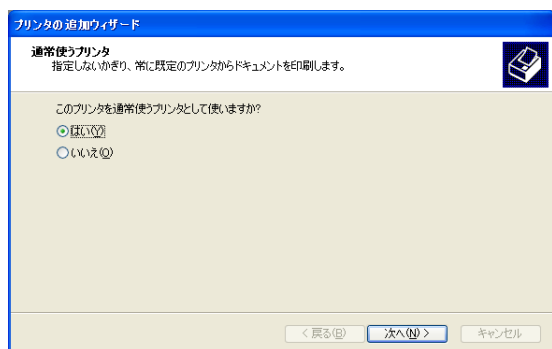 プリンタの追加ウィザード
通常使うプリンタ
指定しないかぎり、常に既定のプリンタからドキュメントを印刷します。
このプリンタを通常使うプリンタとして使いますか?
はい(Y)
いいえ(O)
< 戻る(B)
次へ(N) >
キャンセル